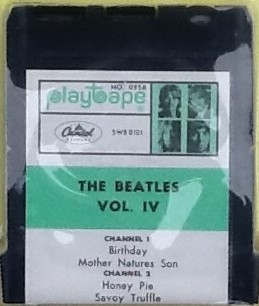 NO. 0958
playtape
Capitol
RECORDS
SWB 0101
THE BEATLES
VOL. IV
CHANNEL 1
Birthday
Mother Natures Son
CHANNEL 2
Honey Pie
Savoy Truffle